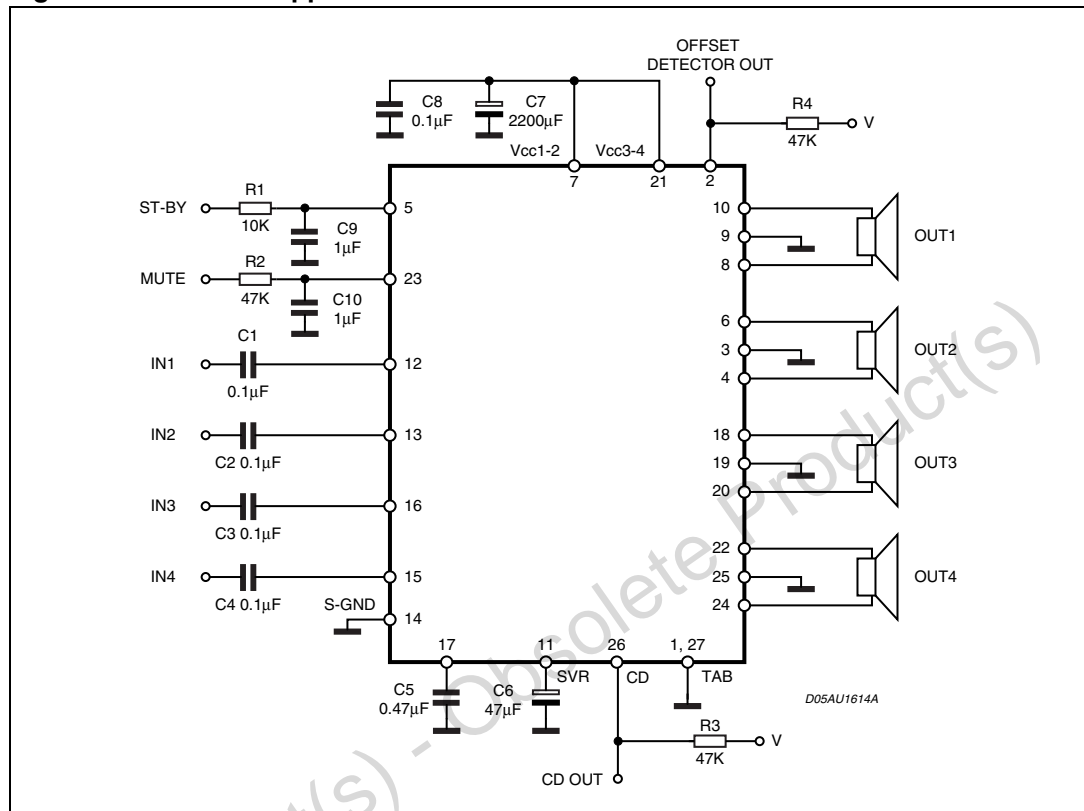 OFFSET
DETECTOR OUT
C8
0.1μF
C7
2200μF
R4
47K
V
Vcc1-2
Vcc3-4
7
21
2
ST-BY
R1
10K
5
C9
1μF
MUTE
R2
47K
23
C10
1μF
IN1
C1
0.1μF
12
IN2
C2 0.1μF
13
IN3
C3 0.1μF
16
IN4
C4 0.1μF
15
S-GND
14
10
9
8
OUT1
6
3
4
OUT2
18
19
20
OUT3
22
25
24
OUT4
17
11
26
1, 27
SVR
CD
TAB
C5
0.47μF
C6
47μF
D05AU1614A
R3
47K
V
CD OUT
t(s) - Obsolete Product(s)